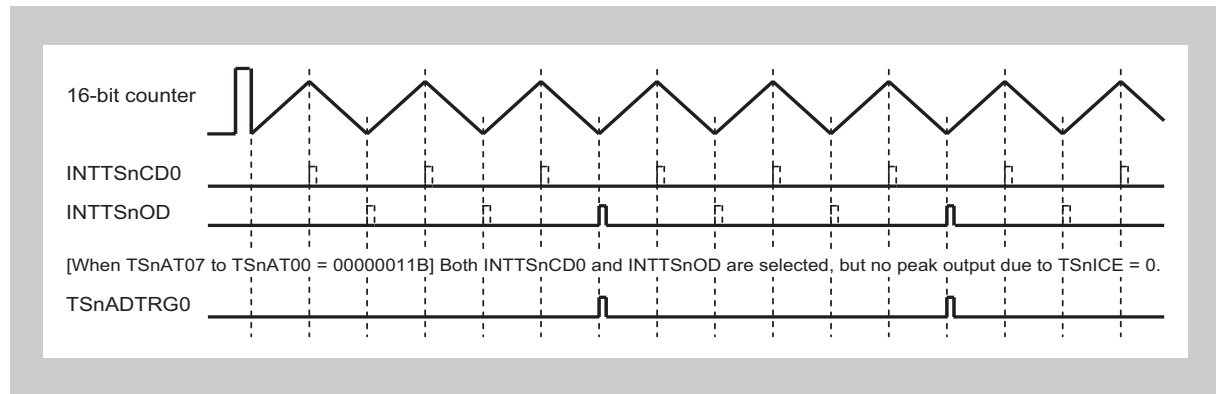 16-bit counter
INTTSnCD0
INTTSnOD
[When TSnAT07 to TSnAT00 = 00000011B] Both INTTSnCD0 and INTTSnOD are selected, but no peak output due to TSnICE = 0.
TSnADTRG0